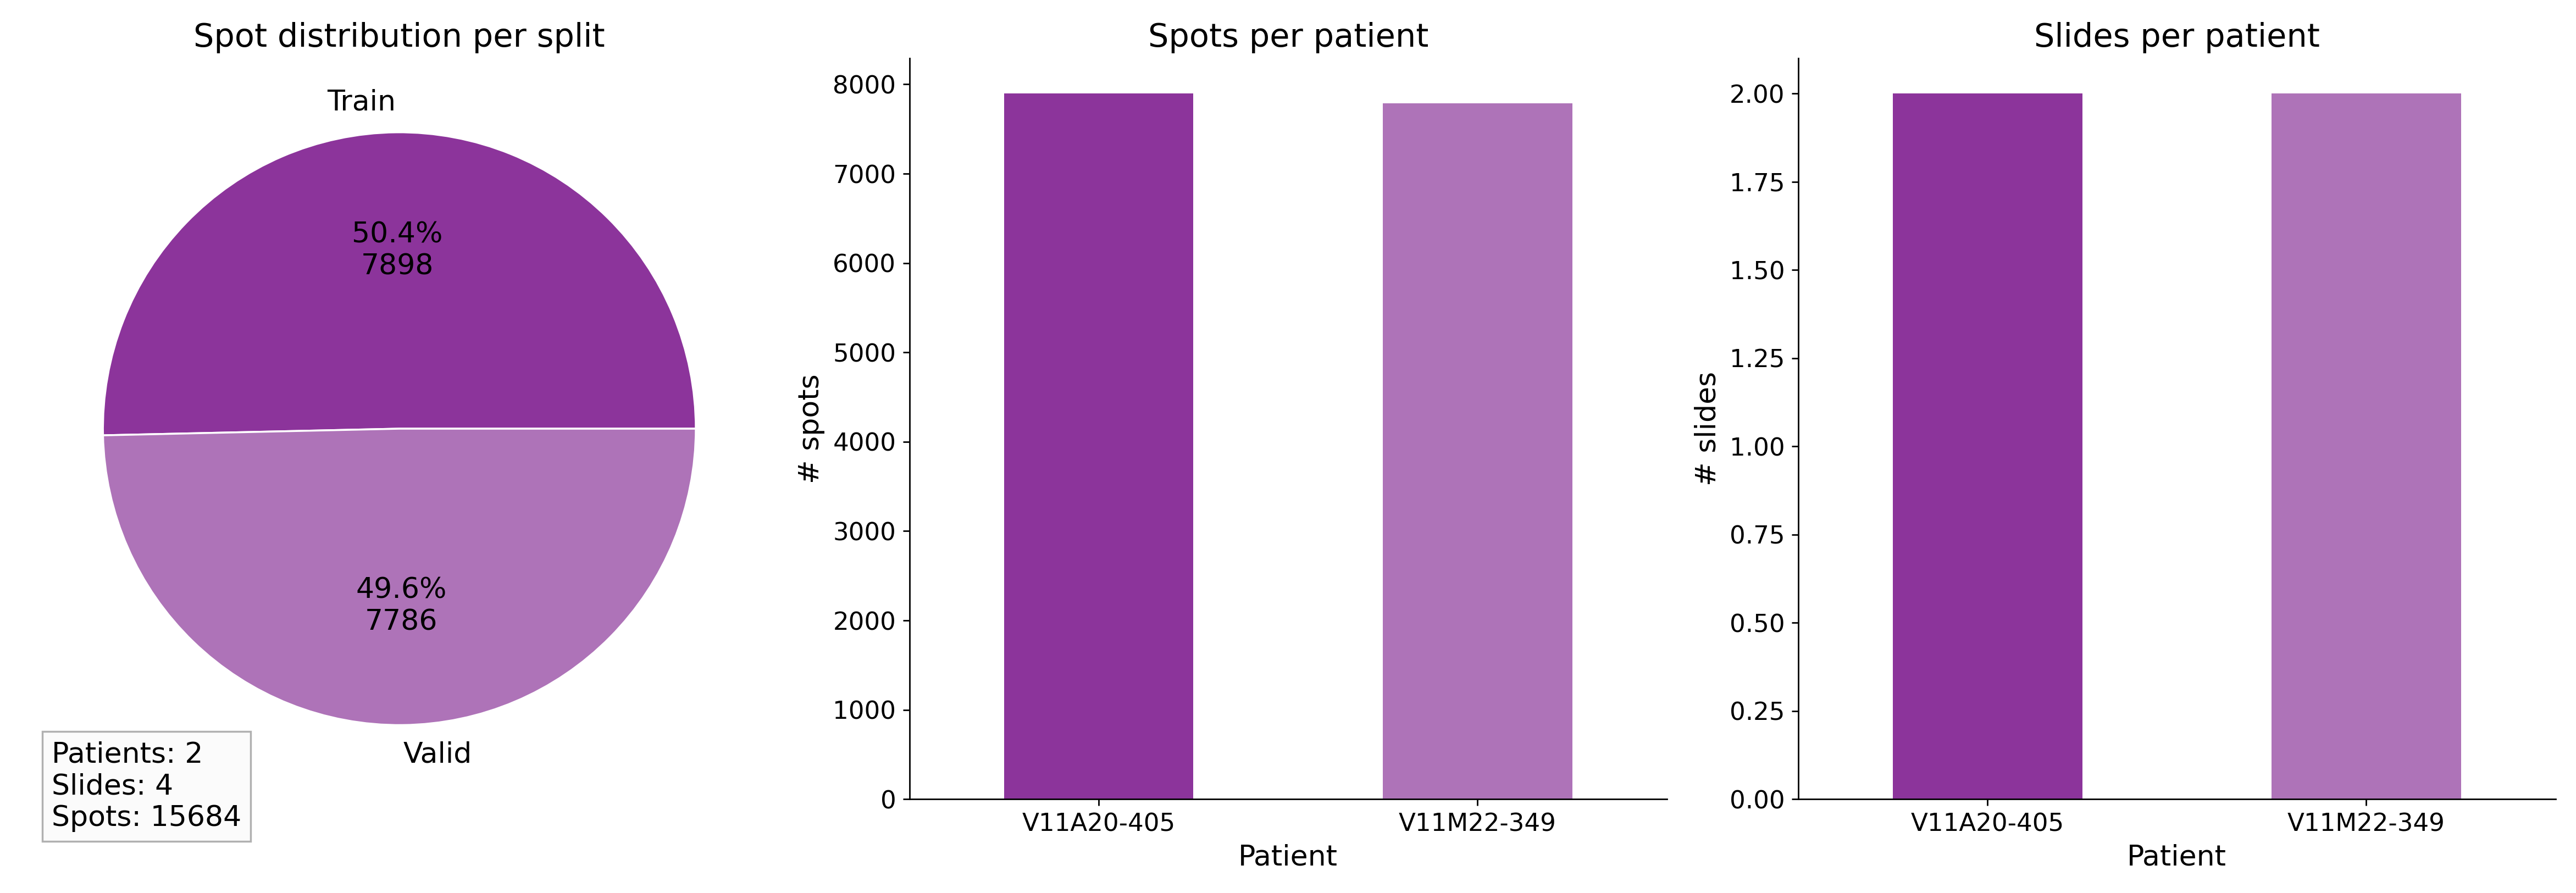 Spot distribution per split
Train
50.4%
7898
49.6%
7786
Valid
Patients: 2
Slides: 4
Spots: 15684
Spots per patient
# spots
8000
7000
6000
5000
4000
3000
2000
1000
0
V11A20-405
V11M22-349
Patient
Slides per patient
# slides
2.00
1.75
1.50
1.25
1.00
0.75
0.50
0.25
0.00
V11A20-405
V11M22-349
Patient